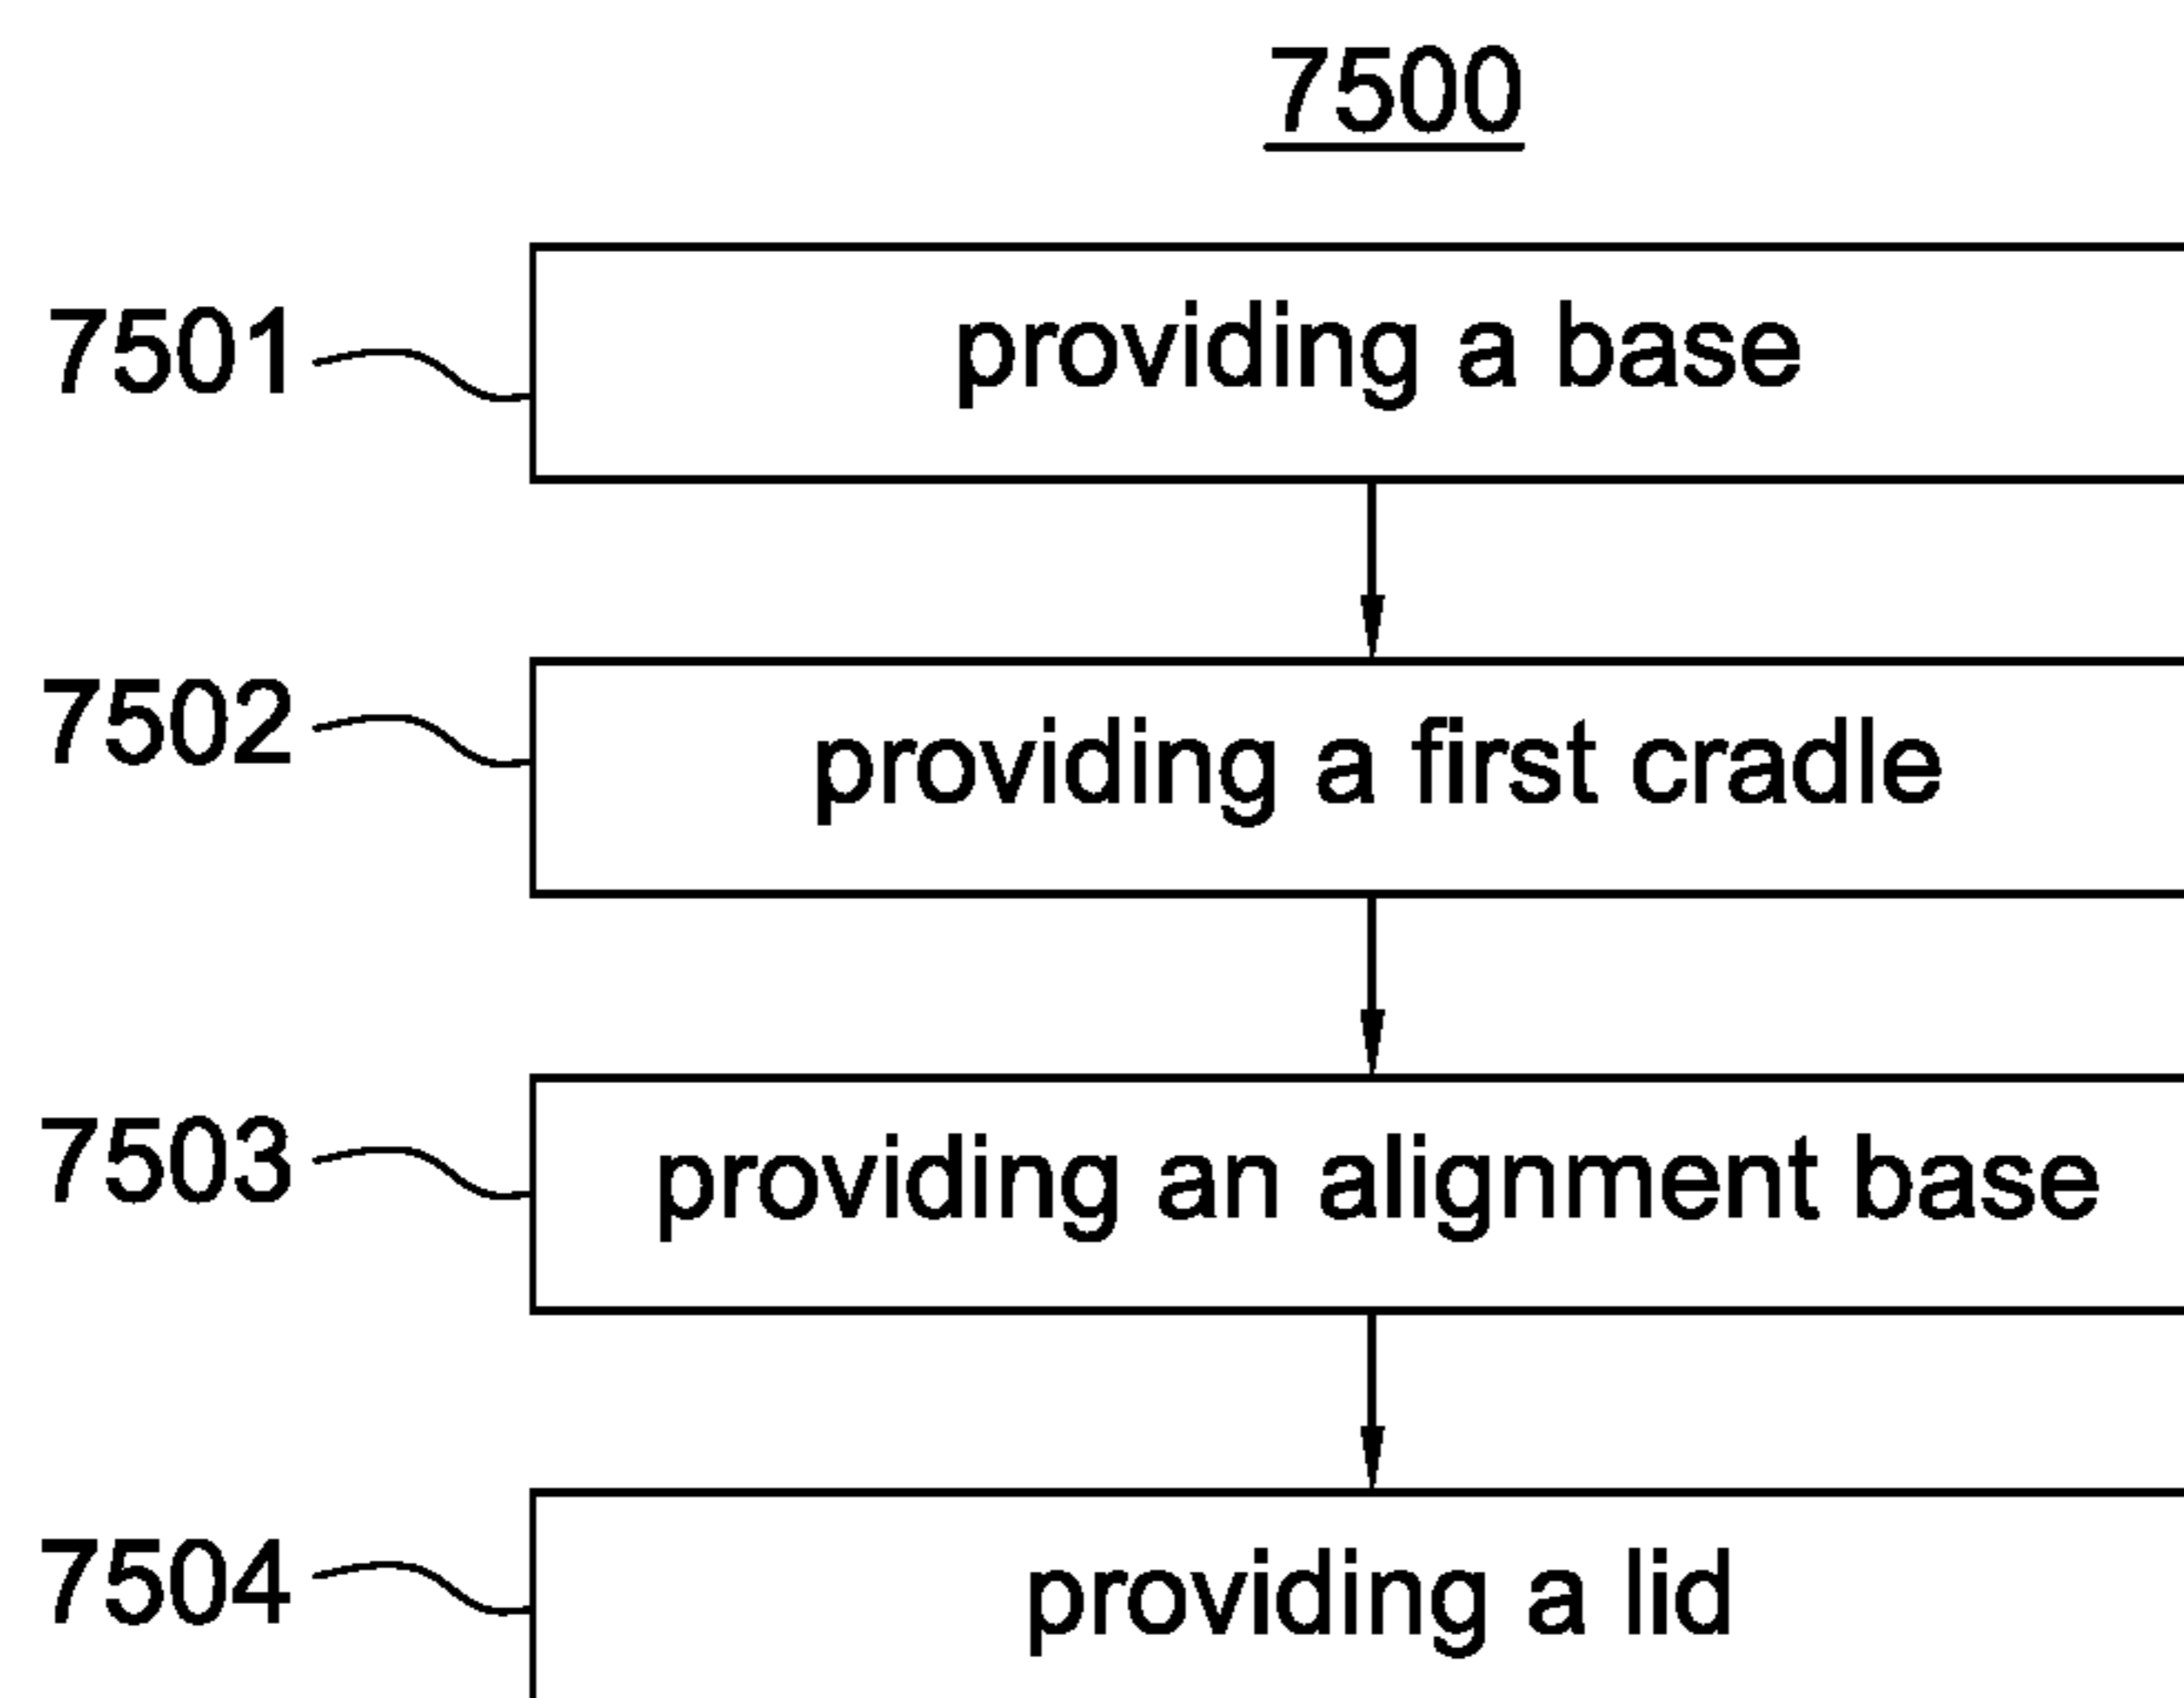 7500
7501 providing a base
7502 providing a first cradle
7503 providing an alignment base
7504 providing a lid